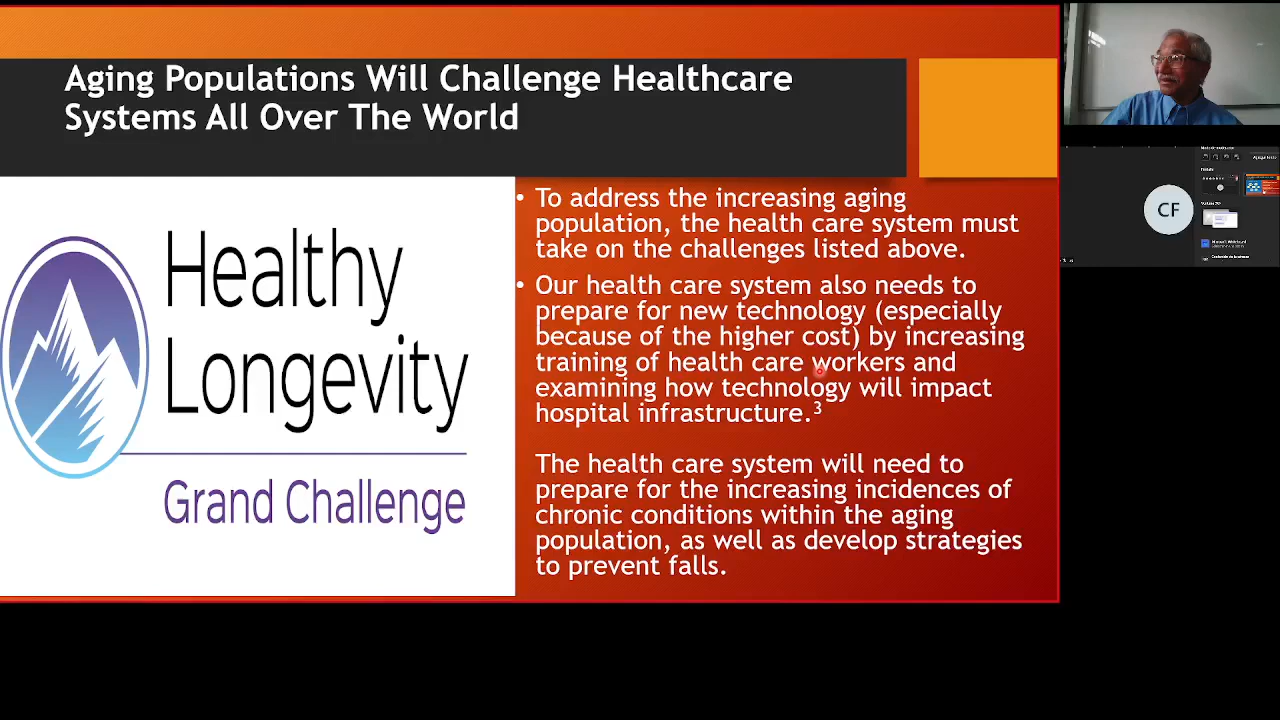 Aging Populations Will Challenge Healthcare
Systems All Over The World
Healthy
Longevity
Grand Challenge
• To address the increasing aging
population, the health care system must
take on the challenges listed above.
• Our health care system also needs to
prepare for new technology (especially
because of the higher cost) by increasing
training of health care workers and
examining how technology will impact
hospital infrastructure.³
The health care system will need to
prepare for the increasing incidences of
chronic conditions within the aging
population, as well as develop strategies
to prevent falls.
CF